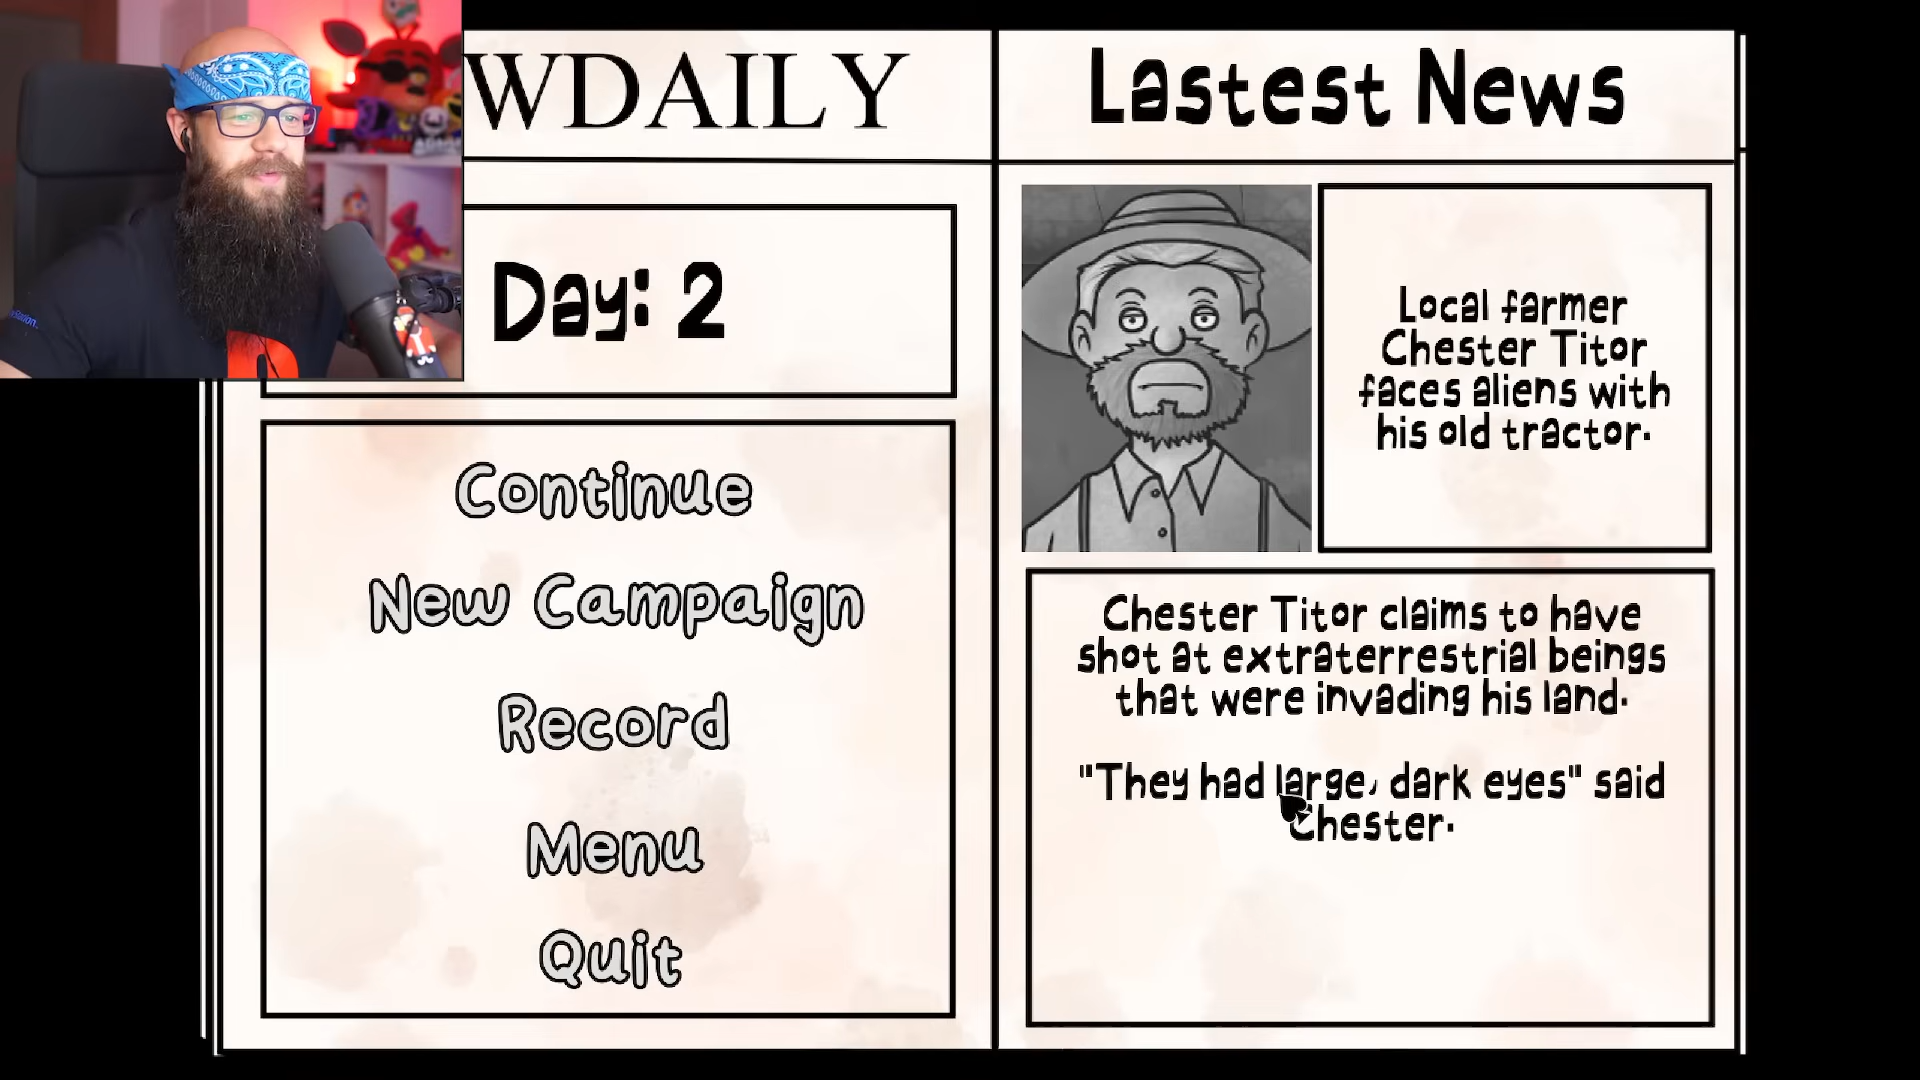 WDAILY
Lastest News
Day: 2
Continue
New Campaign
Record
Menu
Quit
Local farmer
Chester Titor
faces aliens with
his old tractor.
Chester Titor claims to have
shot at extraterrestrial beings
that were invading his land.
"They had large, dark eyes" said
Chester.